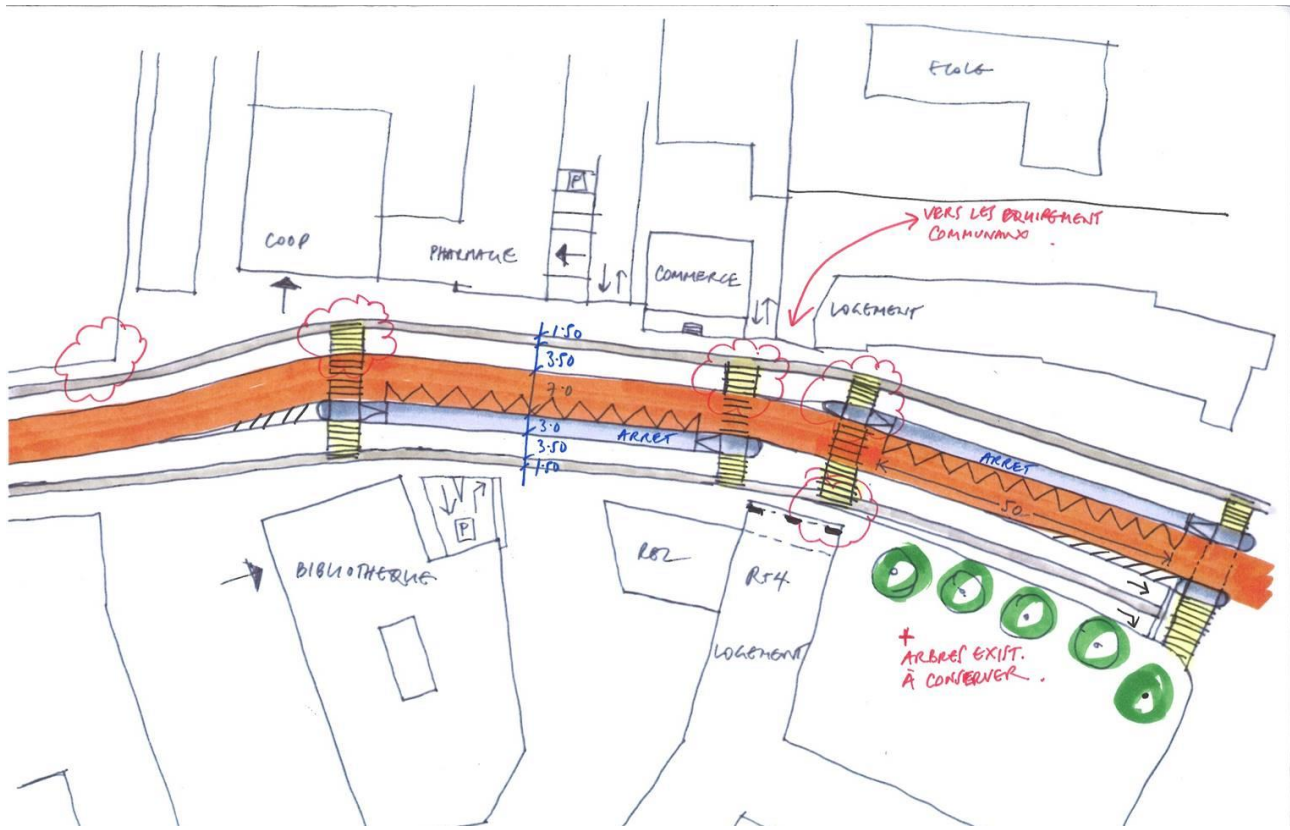 ECOLE
P
VERS LES EQUIPEMENT
COMMUNAUX.
COOP
PHARMACIE
COMMERCE
LOGEMENT
1.50
3.50
7.0
3.0
ARRET
3.50
1.50
ARRET
50
P
BIBLIOTHEQUE
R+2
R+4
LOGEMENT
+
ARBRES EXIST.
À CONSERVER.